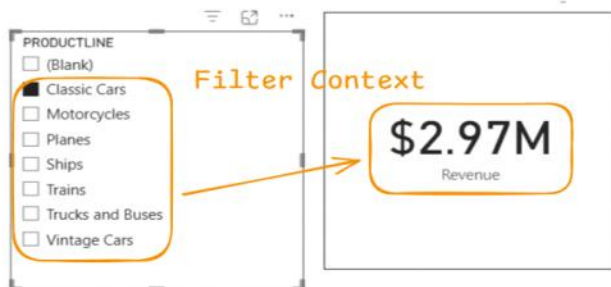 PRODUCTLINE
(Blank)
Classic Cars
Motorcycles
Planes
Ships
Trains
Trucks and Buses
Vintage Cars
Filter Context
$2.97M
Revenue